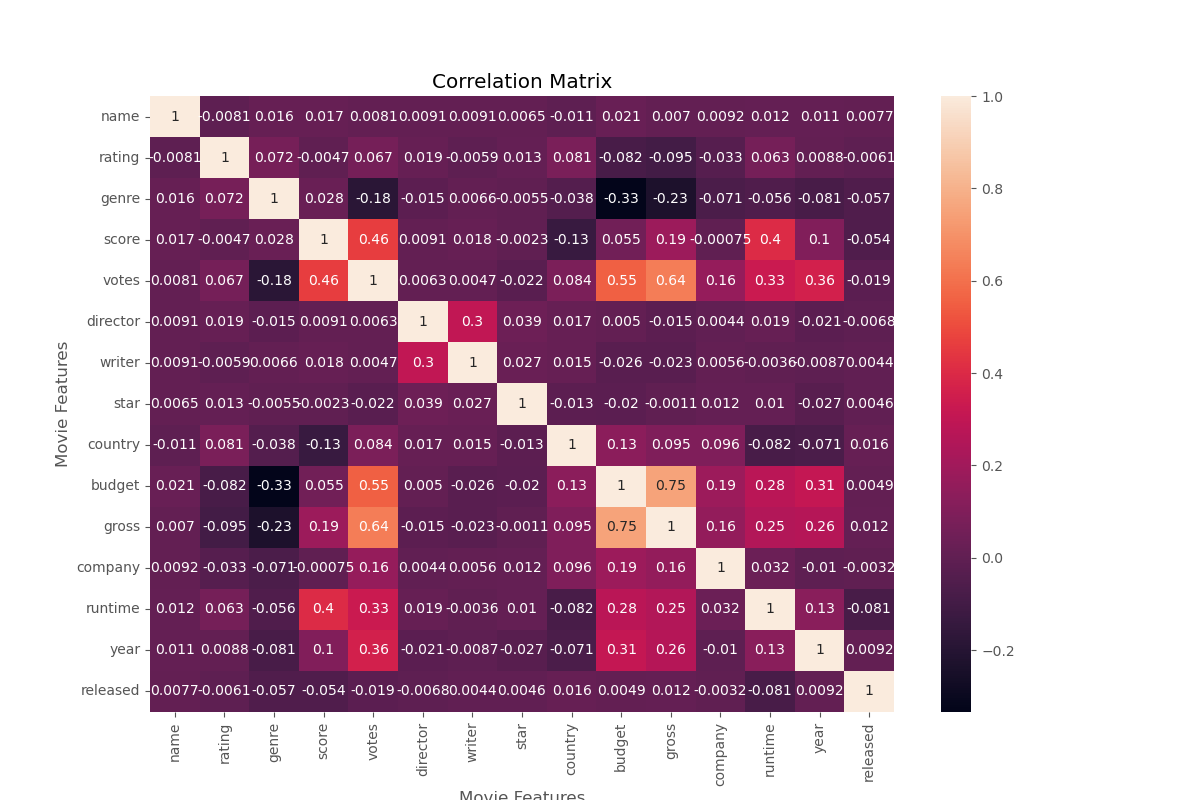 Correlation Matrix
1.0
name 1 -0.0081 0.016 0.017 0.0081 0.0091 0.0091 0.0065 -0.011 0.021 0.007 0.0092 0.012 0.011 0.0077
rating -0.0081 1 0.072 -0.0047 0.067 0.019 -0.0059 0.013 0.081 -0.082 -0.095 -0.033 0.063 0.0088 -0.0061
0.8
genre 0.016 0.072 1 0.028 -0.18 -0.015 0.0066 -0.0055 -0.038 -0.33 -0.23 -0.071 -0.056 -0.081 -0.057
score 0.017 -0.0047 0.028 1 0.46 0.0091 0.018 -0.0023 -0.13 0.055 0.19 -0.00075 0.4 0.1 -0.054
0.6
votes 0.0081 0.067 -0.18 0.46 1 0.0063 0.0047 -0.022 0.084 0.55 0.64 0.16 0.33 0.36 -0.019
director 0.0091 0.019 -0.015 0.0091 0.0063 1 0.3 0.039 0.017 0.005 -0.015 0.0044 0.019 -0.021 -0.0068
writer 0.0091 -0.0059 0.0066 0.018 0.0047 0.3 1 0.027 0.015 -0.026 -0.023 0.0056 -0.0036 -0.0087 0.0044
0.4
star 0.0065 0.013 -0.0055 -0.0023 -0.022 0.039 0.027 1 -0.013 -0.02 -0.0011 0.012 0.01 -0.027 0.0046
Movie Features
country -0.011 0.081 -0.038 -0.13 0.084 0.017 0.015 -0.013 1 0.13 0.095 0.096 -0.082 -0.071 0.016
0.2
budget 0.021 -0.082 -0.33 0.055 0.55 0.005 -0.026 -0.02 0.13 1 0.75 0.19 0.28 0.31 0.0049
gross 0.007 -0.095 -0.23 0.19 0.64 -0.015 -0.023 -0.0011 0.095 0.75 1 0.16 0.25 0.26 0.012
0.0
company 0.0092 -0.033 -0.071 -0.00075 0.16 0.0044 0.0056 0.012 0.096 0.19 0.16 1 0.032 -0.01 -0.0032
runtime 0.012 0.063 -0.056 0.4 0.33 0.019 -0.0036 0.01 -0.082 0.28 0.25 0.032 1 0.13 -0.081
year 0.011 0.0088 -0.081 0.1 0.36 -0.021 -0.0087 -0.027 -0.071 0.31 0.26 -0.01 0.13 1 0.0092
−0.2
released 0.0077 -0.0061 -0.057 -0.054 -0.019 -0.0068 0.0044 0.0046 0.016 0.0049 0.012 -0.0032 -0.081 0.0092 1
name rating genre score votes director writer star country budget gross company runtime year released
Movie Features